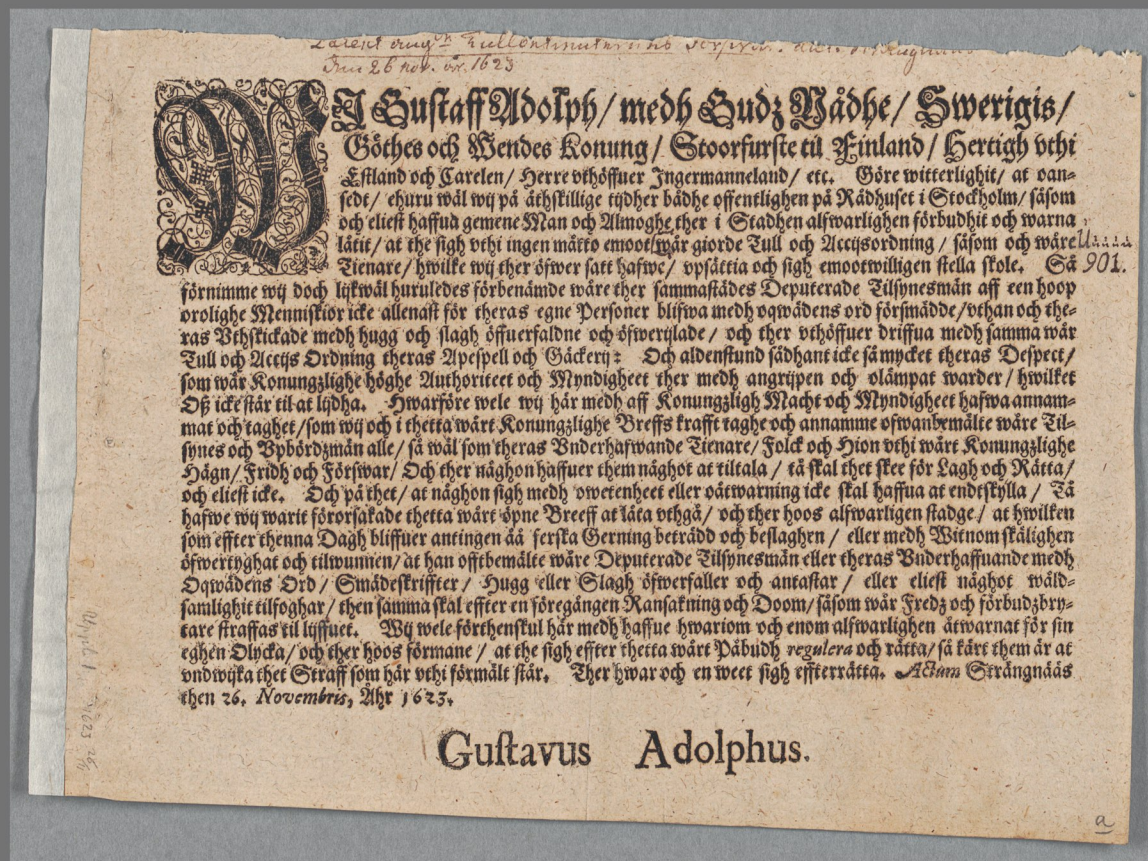 den 26 nov. 1623
WJ Gustaff Adolph/ medh Gudz Nådhe/ Swerigis/
Göthes och Wendes Konung/ Stoorfurste til Finland/ Hertigh vthi
Estland och Carelen/ Herre vthöffuer Jngermanneland/ etc. Göre witterlighit/ at oan-
sedt/ ehuru wäl wij på åthskillige tijdher bådhe offentlighen på Rådhuset i Stockholm/ såsom
och eliest haffua gemene Man och Almoghe ther i Stadhen alfwarlighen förbudhit och warna
låtit/ at the sigh vthi ingen måtto emoot wår giorde Tull och Accijsordning/ såsom och wåre
Tienare/ hwilke wij ther öfwer satt hafwe/ vpsåttia och sigh emootwilligen stella skole. Så
901.
förnimme wij doch lijkwäl huruledes förbenämde wåre ther sammastädes Deputerade Tilsynesmän aff een hoop
orolighe Menniskior icke allenast för theras egne Personer blifwa medh oqwädens ord försmädde/ vthan och the-
ras Vthskickade medh hugg och slagh öffuerfaldne och öfwerijlade/ och ther vthöffuer driffua medh samma wår
Tull och Accijs Ordning theras Apespell och Gäckerij: Och aldenstund sådhant icke så mycket theras Despect/
som wår Konungzlighe höghe Authoriteet och Myndigheet ther medh angrijpen och olämpat warder/ hwilket
Oß icke står til at lijdha. Hwarföre wele wij här medh aff Konungzligh Macht och Myndigheet hafwa annam-
mat och taghet/ som wij och i thetta wårt Konungzlighe Breffs krafft taghe och annamme ofwanbemälte wåre Til-
synes och Vpbördzmän alle/ så wäl som theras Vnderhafwande Tienare/ Folck och Hion vthi wårt Konungzlighe
Hägn/ Fridh och Förswar/ Och ther någhon haffuer them någhot at tiltala/ tå skal thet skee för Lagh och Rätta/
och eliest icke. Och på thet/ at någhon sigh medh owetenheet eller oåtwarning icke skal haffua at endtskylla/ Tå
hafwe wij warit förorsakade thetta wårt öpne Breeff at låta vthgå/ och ther hoos alfwarligen stadge/ at hwilken
som effter thenna Dagh bliffuer antingen åå ferska Gerning beträdd och beslaghen/ eller medh Witnom skälighen
öfwertyghat och tilwunnen/ at han offtbemälte wåre Deputerade Tilsynesmän eller theras Vnderhaffuande medh
Oqwädens Ord/ Smädeskriffter/ Hugg eller Slagh öfwerfaller och antastar/ eller eliest någhot wåld-
samlighit tilfoghar/ then samma skal effter en föregången Ransakning och Doom/ såsom wår Fredz och förbudzbry-
tare straffas til lijffuet. Wij wele förthenskul här medh haffue hwariom och enom alfwarlighen åtwarnat för sin
eghen Olycka/ och ther hoos förmane/ at the sigh effter thetta wårt Påbudh regulera och rätta/ så kärt them är at
vndwijka thet Straff som här vthi förmält står. Ther hwar och en weet sigh effterrätta. Actum Strängnääs
then 26. Novembris, Åhr 1623.
Gustavus Adolphus.
a